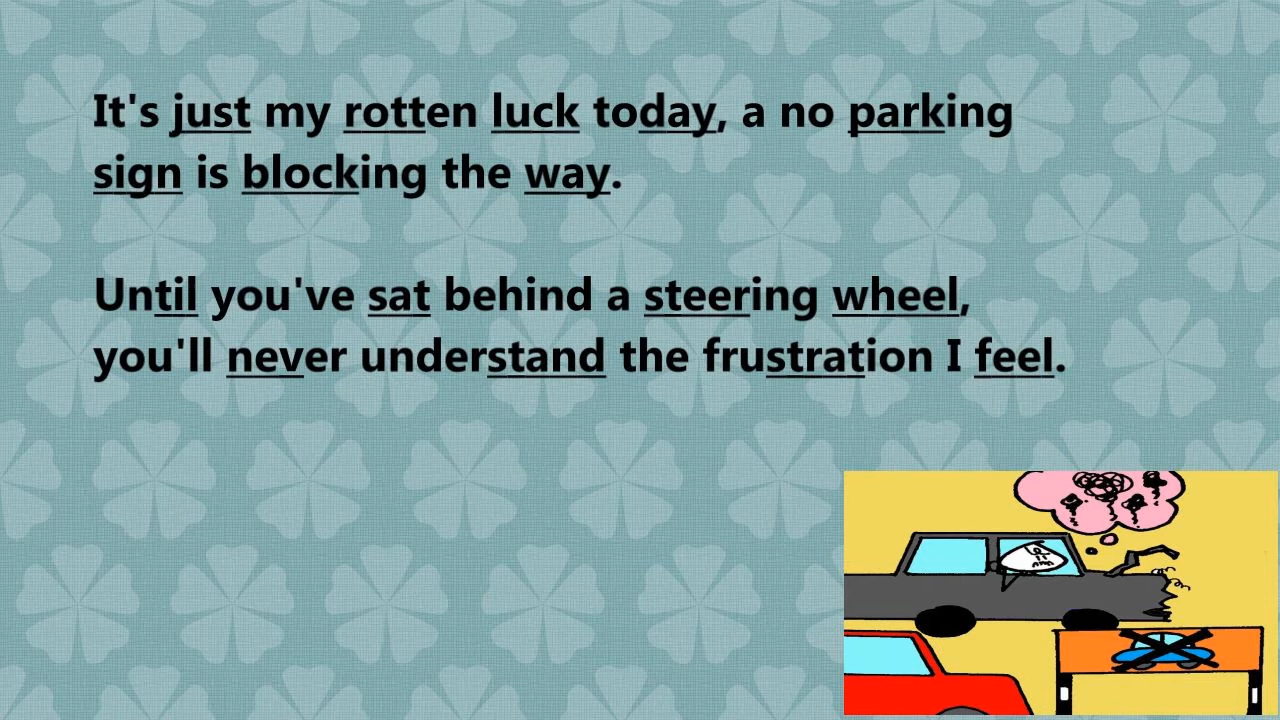 It's just my rotten luck today, a no parking
sign is blocking the way.
Until you've sat behind a steering wheel,
you'll never understand the frustration I feel.